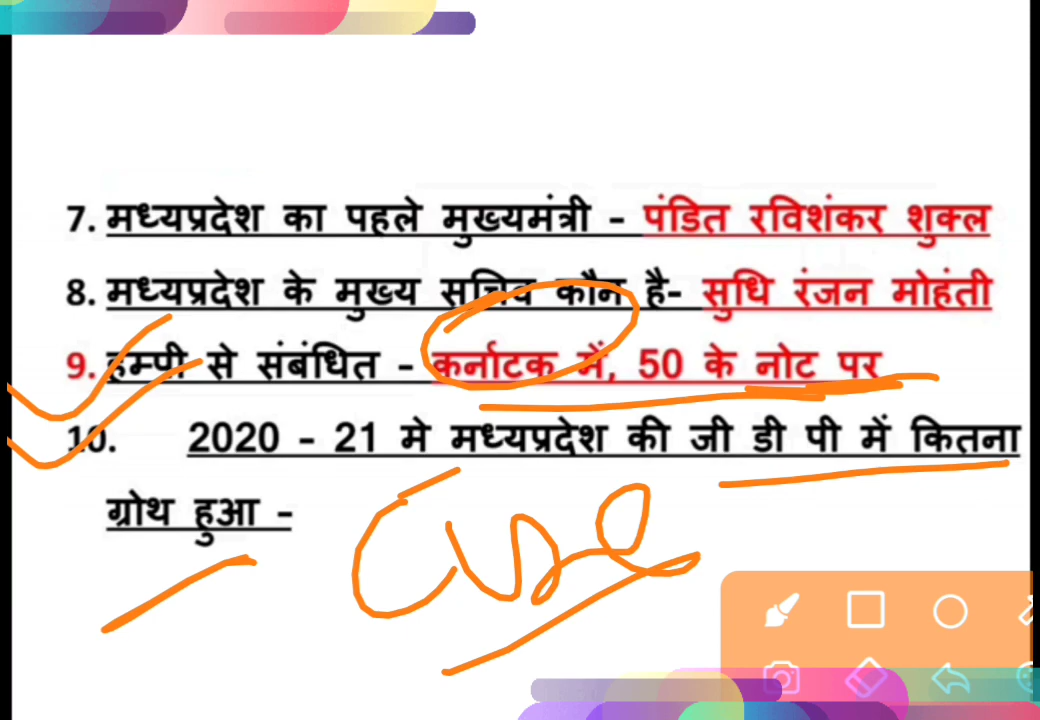 7. मध्यप्रदेश का पहले मुख्यमंत्री - पंडित रविशंकर शुक्ल
8. मध्यप्रदेश के मुख्य सचिव कौन है- सुधि रंजन मोहंती
9. हम्पी से संबंधित - कर्नाटक में, 50 के नोट पर
10. 2020 - 21 मे मध्यप्रदेश की जी डी पी में कितना
ग्रोथ हुआ -